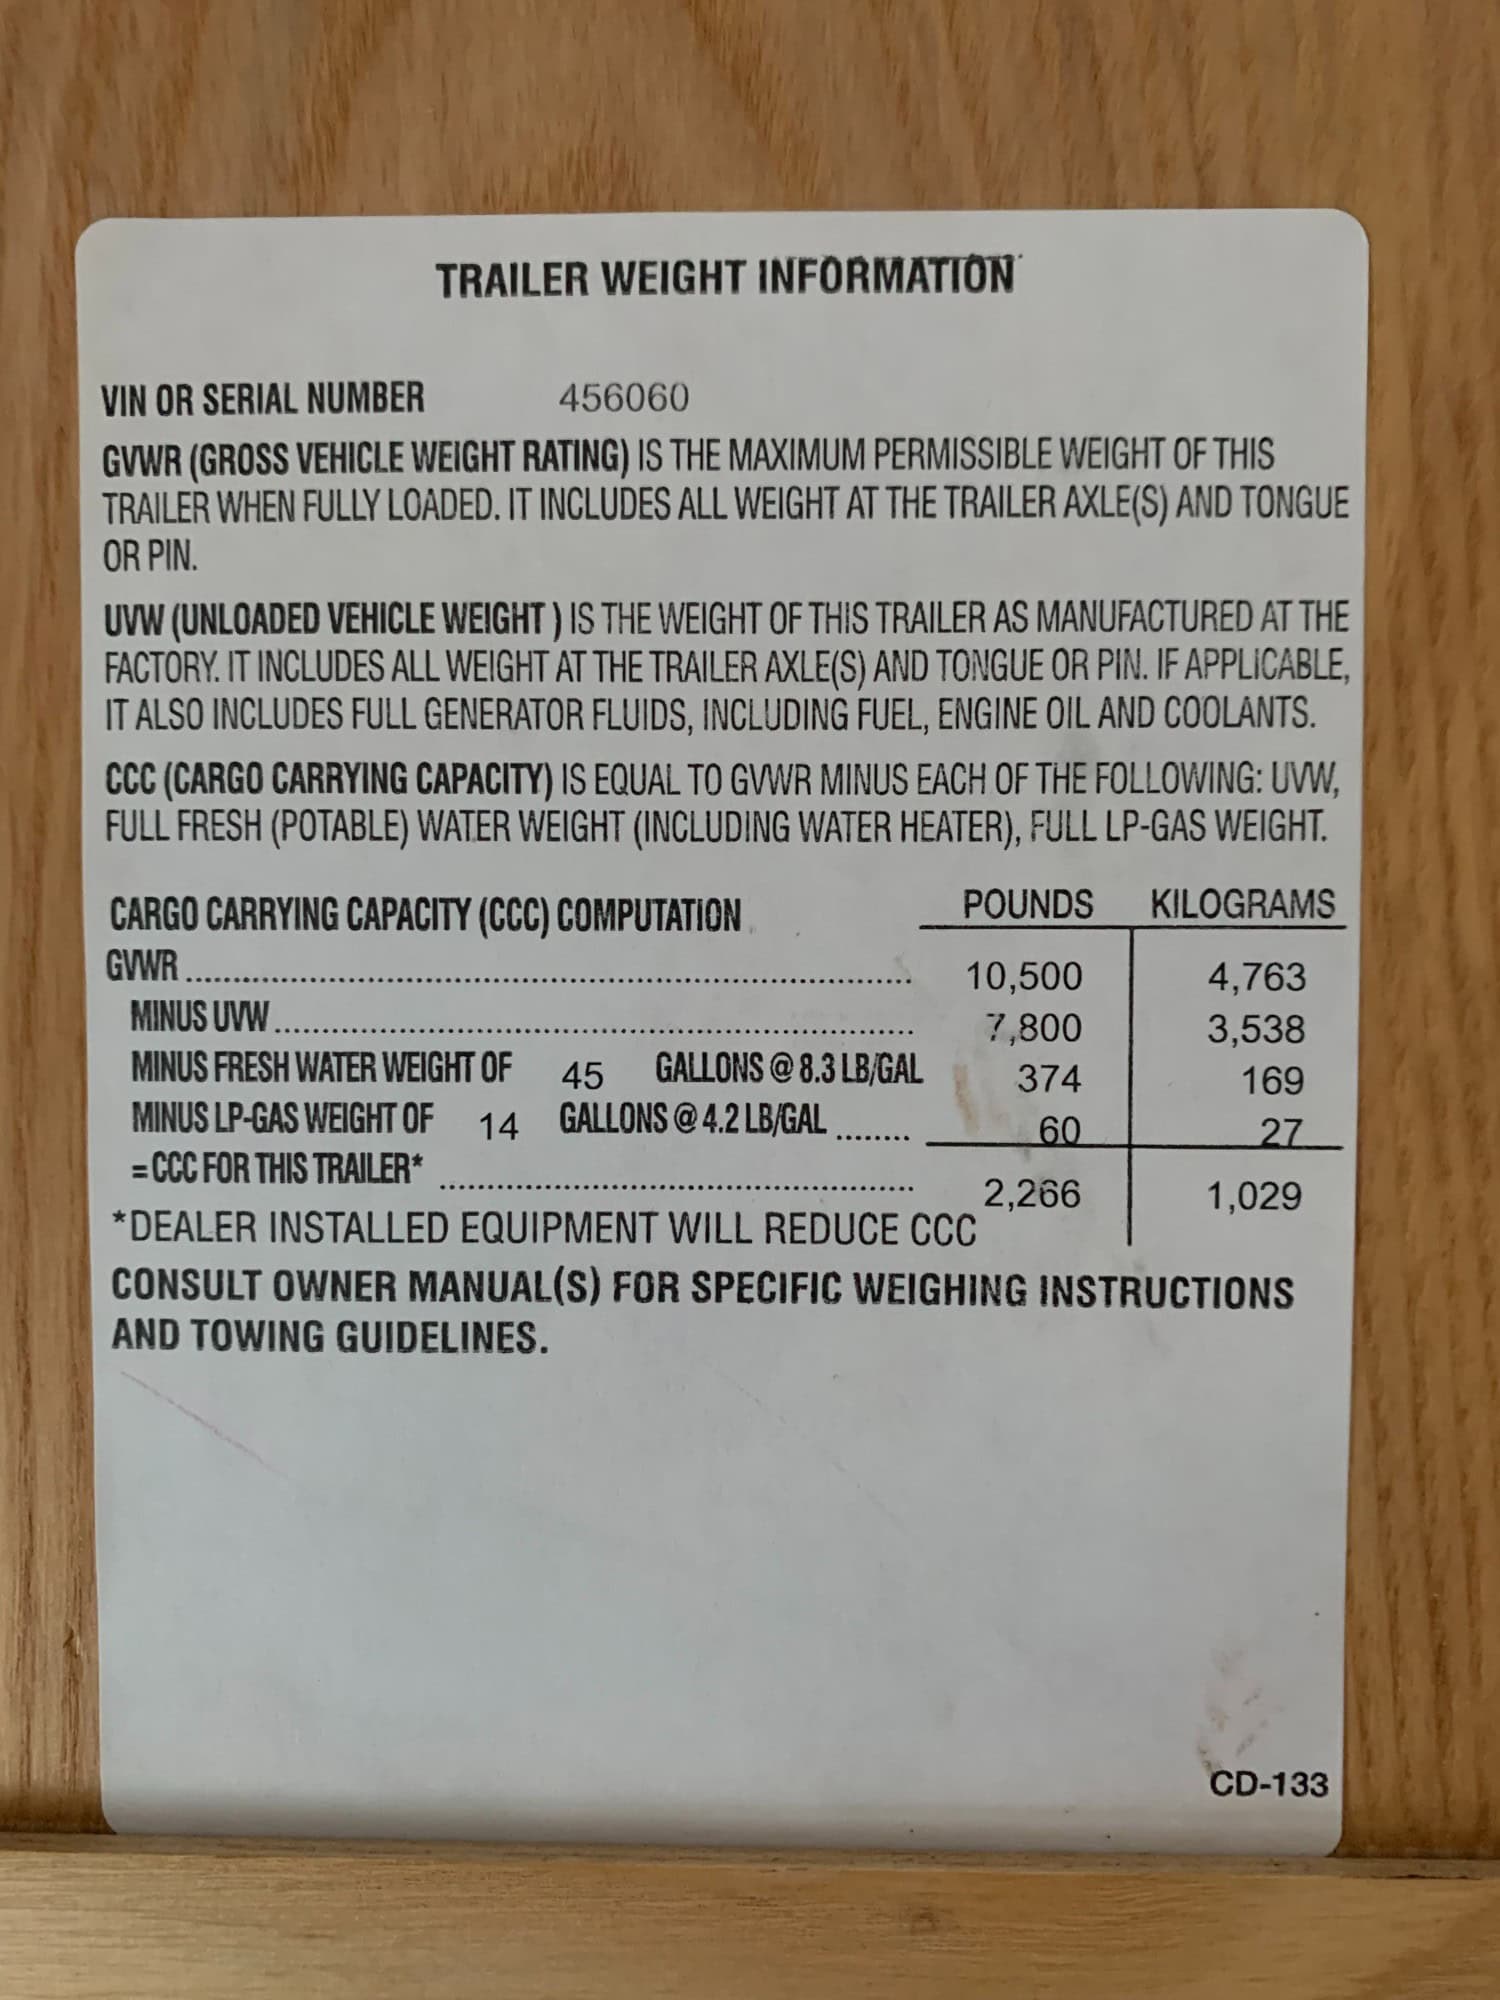 TRAILER WEIGHT INFORMATION
VIN OR SERIAL NUMBER 456060
GVWR (GROSS VEHICLE WEIGHT RATING) IS THE MAXIMUM PERMISSIBLE WEIGHT OF THIS
TRAILER WHEN FULLY LOADED. IT INCLUDES ALL WEIGHT AT THE TRAILER AXLE(S) AND TONGUE
OR PIN.
UVW (UNLOADED VEHICLE WEIGHT ) IS THE WEIGHT OF THIS TRAILER AS MANUFACTURED AT THE
FACTORY. IT INCLUDES ALL WEIGHT AT THE TRAILER AXLE(S) AND TONGUE OR PIN. IF APPLICABLE,
IT ALSO INCLUDES FULL GENERATOR FLUIDS, INCLUDING FUEL, ENGINE OIL AND COOLANTS.
CCC (CARGO CARRYING CAPACITY) IS EQUAL TO GVWR MINUS EACH OF THE FOLLOWING: UVW,
FULL FRESH (POTABLE) WATER WEIGHT (INCLUDING WATER HEATER), FULL LP-GAS WEIGHT.
CARGO CARRYING CAPACITY (CCC) COMPUTATION POUNDS KILOGRAMS
GVWR ........ 10,500 4,763
MINUS UVW ........ 7,800 3,538
MINUS FRESH WATER WEIGHT OF 45 GALLONS @ 8.3 LB/GAL 374 169
MINUS LP-GAS WEIGHT OF 14 GALLONS @ 4.2 LB/GAL ........ 60 27
= CCC FOR THIS TRAILER* ........ 2,266 1,029
*DEALER INSTALLED EQUIPMENT WILL REDUCE CCC
CONSULT OWNER MANUAL(S) FOR SPECIFIC WEIGHING INSTRUCTIONS
AND TOWING GUIDELINES.
CD-133